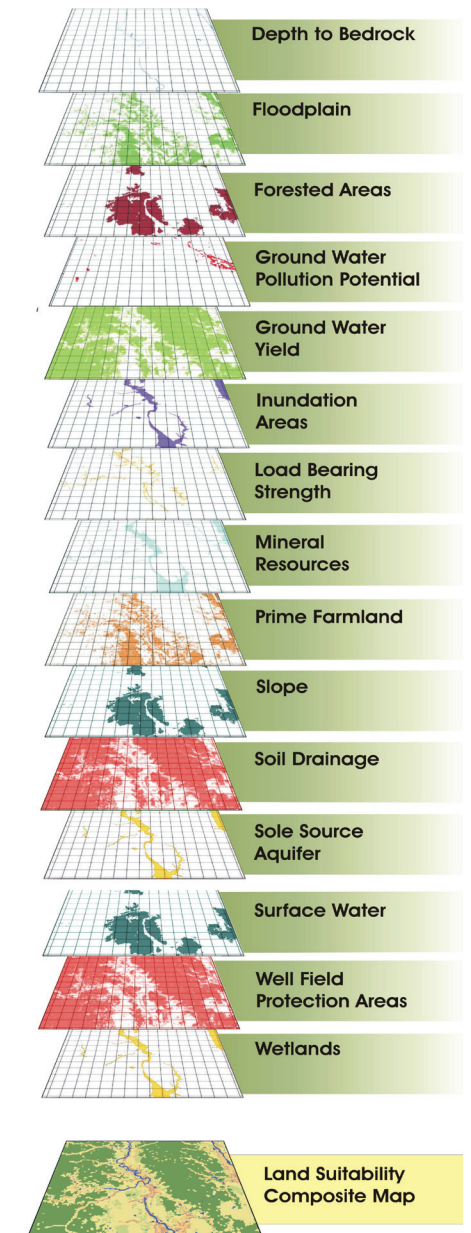 Depth to Bedrock
Floodplain
Forested Areas
Ground Water
Pollution Potential
Ground Water
Yield
Inundation
Areas
Load Bearing
Strength
Mineral
Resources
Prime Farmland
Slope
Soil Drainage
Sole Source
Aquifer
Surface Water
Well Field
Protection Areas
Wetlands
Land Suitability
Composite Map